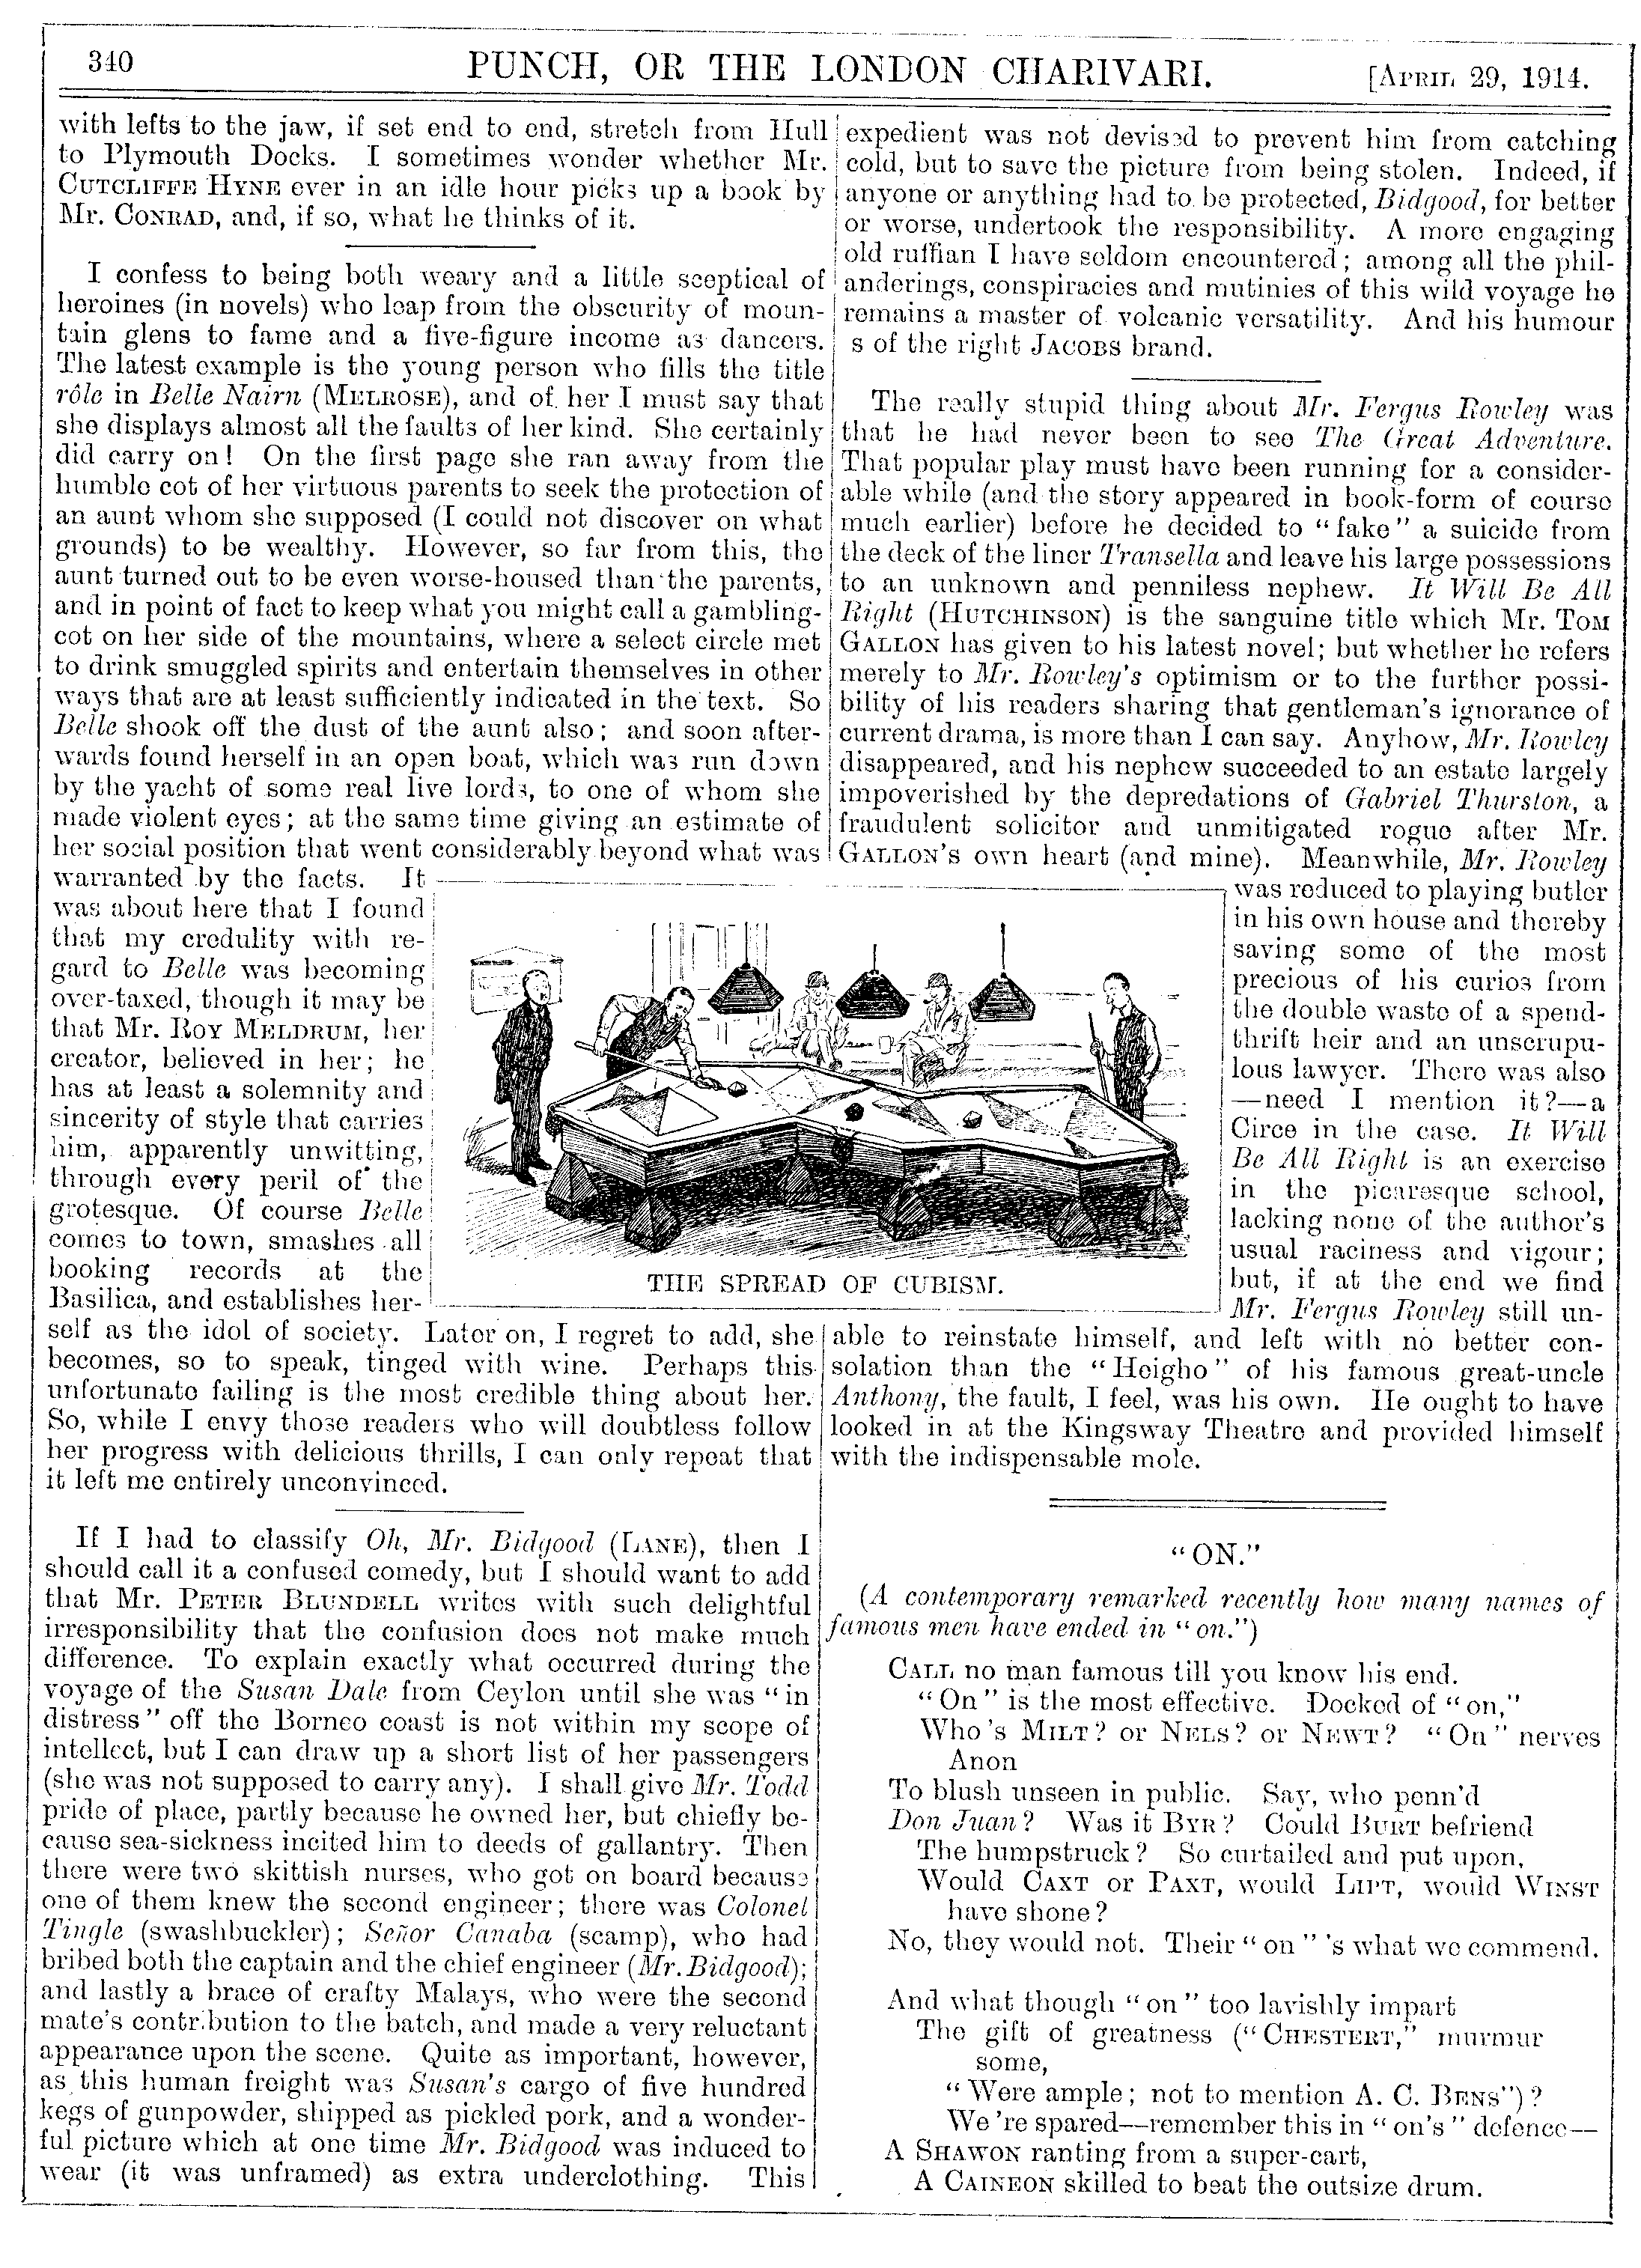 340
PUNCH, OR THE LONDON CHARIVARI.
[APRIL 29, 1914.
with lefts to the jaw, if set end to end, stretch from Hull
to Plymouth Docks. I sometimes wonder whether Mr.
CUTCLIFFE HYNE ever in an idle hour picks up a book by
Mr. CONRAD, and, if so, what he thinks of it.
I confess to being both weary and a little sceptical of
heroines (in novels) who leap from the obscurity of moun-
tain glens to fame and a five-figure income as dancers.
The latest example is the young person who fills the title
rôle in Belle Nairn (MELROSE), and of her I must say that
she displays almost all the faults of her kind. She certainly
did carry on! On the first page she ran away from the
humble cot of her virtuous parents to seek the protection of
an aunt whom she supposed (I could not discover on what
grounds) to be wealthy. However, so far from this, the
aunt turned out to be even worse-housed than the parents,
and in point of fact to keep what you might call a gambling-
cot on her side of the mountains, where a select circle met
to drink smuggled spirits and entertain themselves in other
ways that are at least sufficiently indicated in the text. So
Belle shook off the dust of the aunt also; and soon after-
wards found herself in an open boat, which was run down
by the yacht of some real live lords, to one of whom she
made violent eyes; at the same time giving an estimate of
her social position that went considerably beyond what was
warranted by the facts. It
was about here that I found
that my credulity with re-
gard to Belle was becoming
over-taxed, though it may be
that Mr. ROY MELDRUM, her
creator, believed in her; he
has at least a solemnity and
sincerity of style that carries
him, apparently unwitting,
through every peril of the
grotesque. Of course Belle
comes to town, smashes all
booking records at the
Basilica, and establishes her-
self as the idol of society. Later on, I regret to add, she
becomes, so to speak, tinged with wine. Perhaps this
unfortunate failing is the most credible thing about her.
So, while I envy those readers who will doubtless follow
her progress with delicious thrills, I can only repeat that
it left me entirely unconvinced.
If I had to classify Oh, Mr. Bidgood (LANE), then I
should call it a confused comedy, but I should want to add
that Mr. PETER BLUNDELL writes with such delightful
irresponsibility that the confusion does not make much
difference. To explain exactly what occurred during the
voyage of the Susan Dale from Ceylon until she was "in
distress" off the Borneo coast is not within my scope of
intellect, but I can draw up a short list of her passengers
(she was not supposed to carry any). I shall give Mr. Todd
pride of place, partly because he owned her, but chiefly be-
cause sea-sickness incited him to deeds of gallantry. Then
there were two skittish nurses, who got on board because
one of them knew the second engineer; there was Colonel
Tingle (swashbuckler); Señor Canaba (scamp), who had
bribed both the captain and the chief engineer (Mr. Bidgood);
and lastly a brace of crafty Malays, who were the second
mate's contribution to the batch, and made a very reluctant
appearance upon the scene. Quite as important, however,
as this human freight was Susan's cargo of five hundred
kegs of gunpowder, shipped as pickled pork, and a wonder-
ful picture which at one time Mr. Bidgood was induced to
wear (it was unframed) as extra underclothing. This
expedient was not devised to prevent him from catching
cold, but to save the picture from being stolen. Indeed, if
anyone or anything had to be protected, Bidgood, for better
or worse, undertook the responsibility. A more engaging
old ruffian I have seldom encountered; among all the phil-
anderings, conspiracies and mutinies of this wild voyage he
remains a master of volcanic versatility. And his humour
s of the right JACOBS brand.
The really stupid thing about Mr. Fergus Rowley was
that he had never been to see The Great Adventure.
That popular play must have been running for a consider-
able while (and the story appeared in book-form of course
much earlier) before he decided to "fake" a suicide from
the deck of the liner Transella and leave his large possessions
to an unknown and penniless nephew. It Will Be All
Right (HUTCHINSON) is the sanguine title which Mr. TOM
GALLON has given to his latest novel; but whether he refers
merely to Mr. Rowley's optimism or to the further possi-
bility of his readers sharing that gentleman's ignorance of
current drama, is more than I can say. Anyhow, Mr. Rowley
disappeared, and his nephew succeeded to an estate largely
impoverished by the depredations of Gabriel Thurston, a
fraudulent solicitor and unmitigated rogue after Mr.
GALLON'S own heart (and mine). Meanwhile, Mr. Rowley
was reduced to playing butler
in his own house and thereby
saving some of the most
precious of his curios from
the double waste of a spend-
thrift heir and an unscrupu-
lous lawyer. There was also
—need I mention it?—a
Circe in the case. It Will
Be All Right is an exercise
in the picaresque school,
lacking none of the author's
usual raciness and vigour;
but, if at the end we find
Mr. Fergus Rowley still un-
able to reinstate himself, and left with no better con-
solation than the "Heigho" of his famous great-uncle
Anthony, the fault, I feel, was his own. He ought to have
looked in at the Kingsway Theatre and provided himself
with the indispensable mole.
THE SPREAD OF CUBISM.
"ON."
(A contemporary remarked recently how many names of
famous men have ended in "on.")
CALL no man famous till you know his end.
"On" is the most effective. Docked of "on,"
Who's MILT? or NELS? or NEWT? "On" nerves
Anon
To blush unseen in public. Say, who penn'd
Don Juan? Was it BYR? Could BURT befriend
The humpstruck? So curtailed and put upon,
Would CAXT or PAXT, would LIPT, would WINST
have shone?
No, they would not. Their "on" 's what we commend.
And what though "on" too lavishly impart
The gift of greatness ("CHESTERT," murmur
some,
"Were ample; not to mention A. C. BENS")?
We're spared—remember this in "on's" defence—
A SHAWON ranting from a super-cart,
A CAINEON skilled to beat the outsize drum.